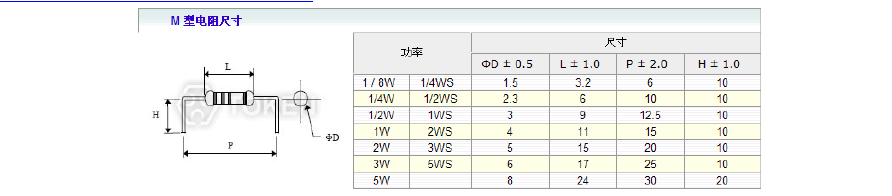 M 型电阻尺寸
功率 尺寸
ΦD ± 0.5 L ± 1.0 P ± 2.0 H ± 1.0
1 / 8W 1/4WS 1.5 3.2 6 10
1/4W 1/2WS 2.3 6 10 10
1/2W 1WS 3 9 12.5 10
1W 2WS 4 11 15 10
2W 3WS 5 15 20 10
3W 5WS 6 17 25 10
5W 8 24 30 20
L
TOKEN
H
ΦD
P